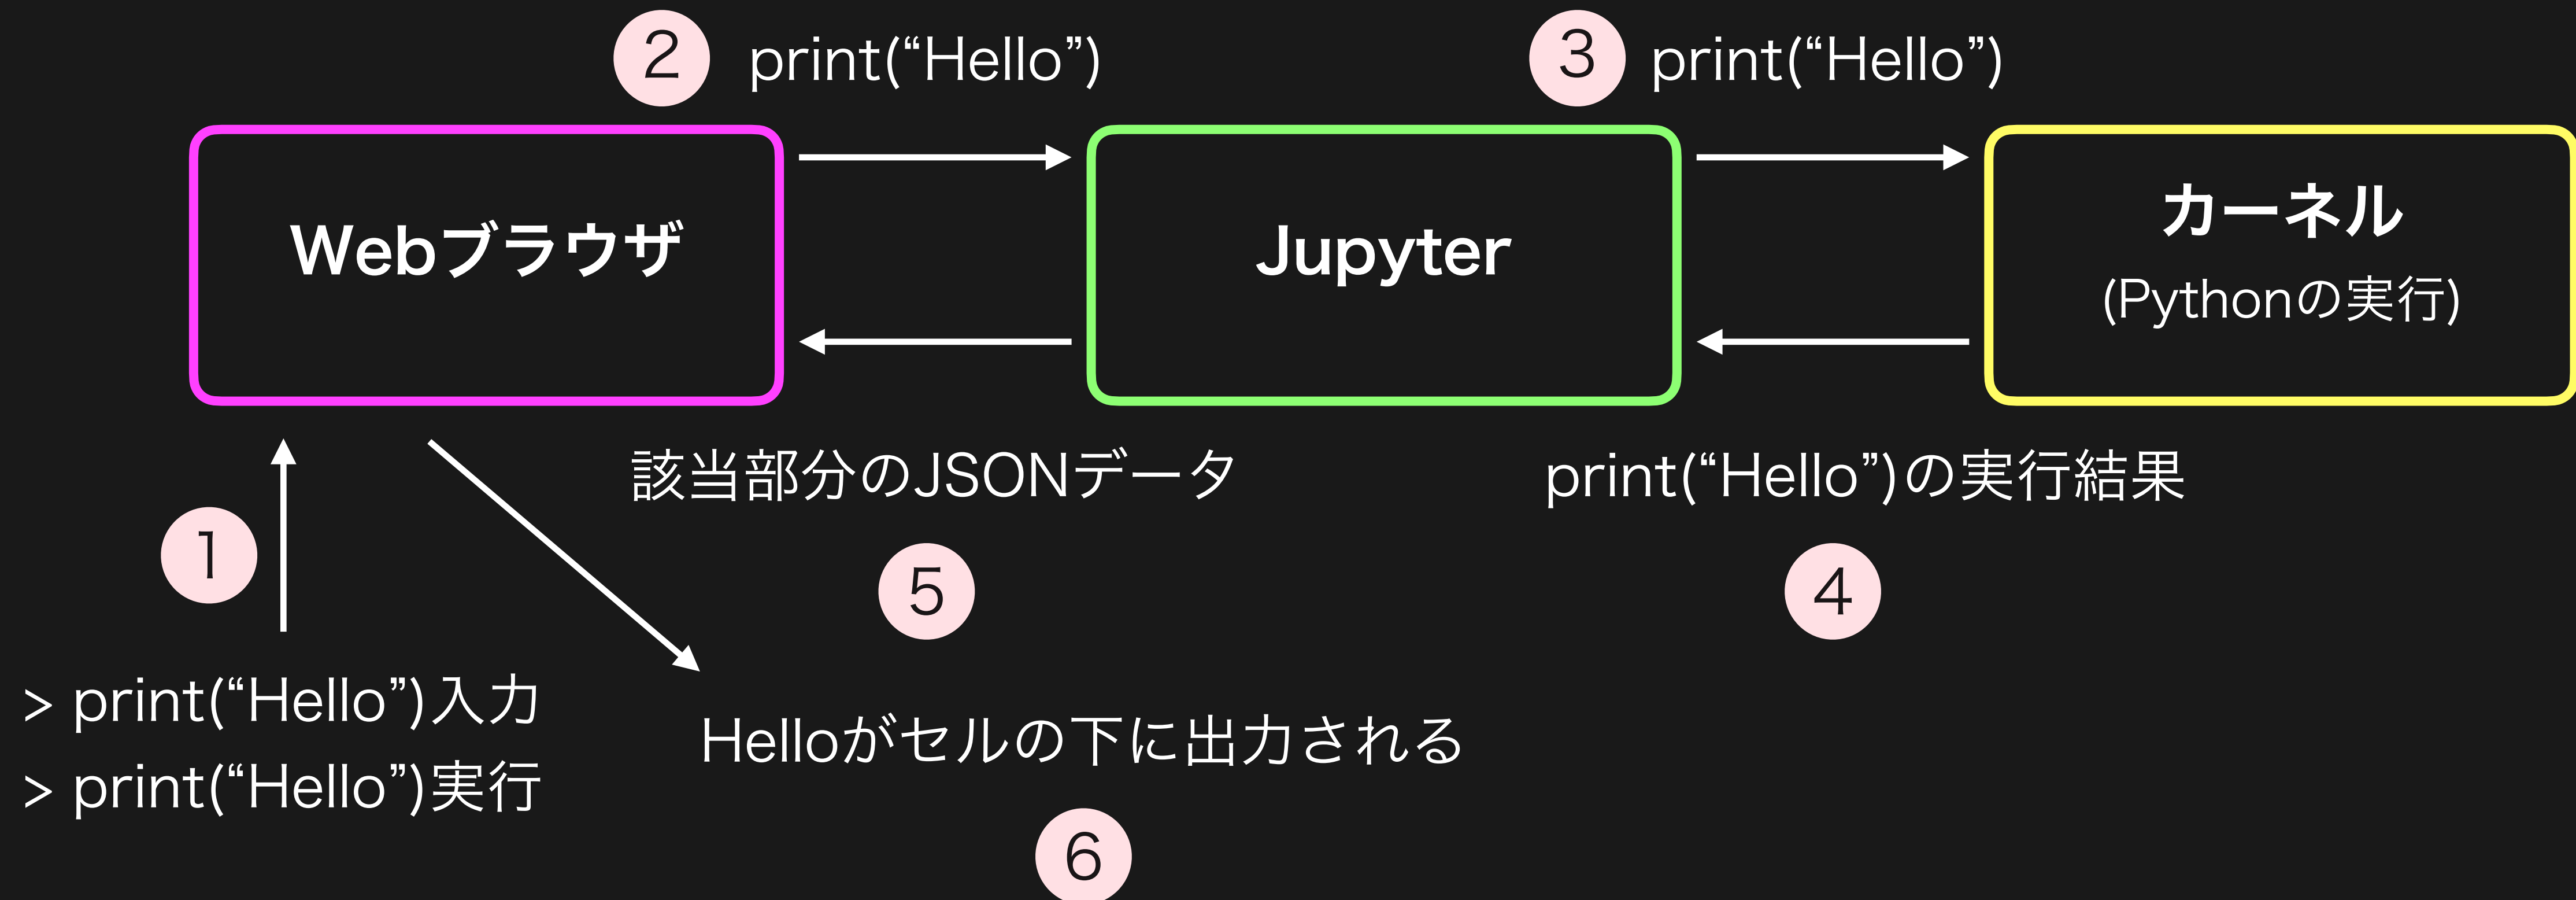 2 print(“Hello”)
3 print(“Hello”)
Webブラウザ
Jupyter
カーネル
(Pythonの実行)
該当部分のJSONデータ
print(“Hello”)の実行結果
1
5
4
> print(“Hello”)入力
> print(“Hello”)実行
Helloがセルの下に出力される
6